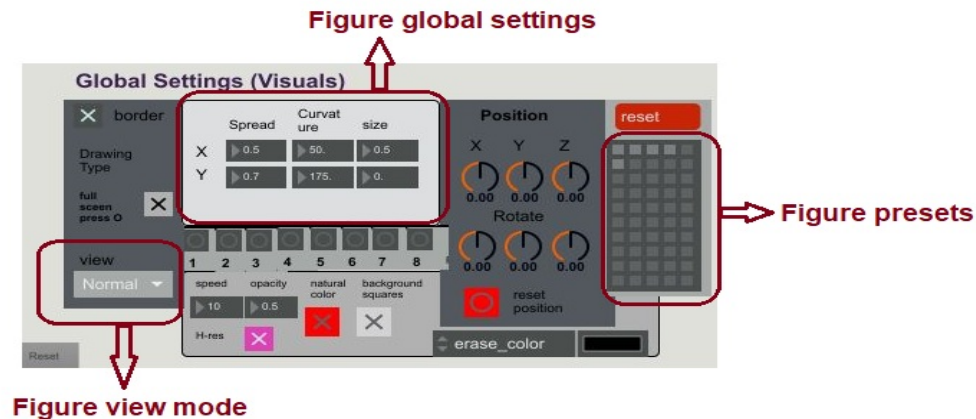 Figure global settings
Global Settings (Visuals)
border
Spread
Curvat
ure
size
Position
reset
X
0.5
50.
0.5
Y
0.7
175.
0.
X Y Z
0.00 0.00 0.00
Rotate
0.00 0.00 0.00
Drawing
Type
full
sceen
press O
Figure presets
view
Normal
1 2 3 4 5 6 7 8
speed
opacity
natural
color
background
squares
10
0.5
H-res
reset
position
erase_color
Reset
Figure view mode